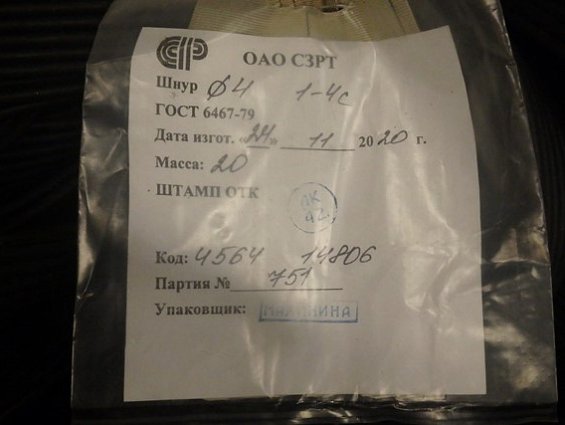 СЗРТ
ОАО СЗРТ
Шнур ø4 1-4с
ГОСТ 6467-79
Дата изгот. «24» 11 2020 г.
Масса: 20
ШТАМП ОТК
Код: 4564 14806
Партия № 751
Упаковщик: